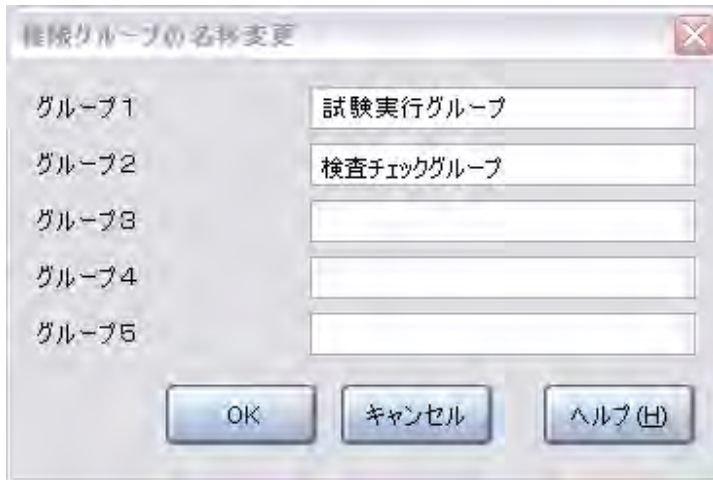 権限グループの名称変更
グループ1 試験実行グループ
グループ2 検査チェックグループ
グループ3
グループ4
グループ5
OK キャンセル ヘルプ(H)